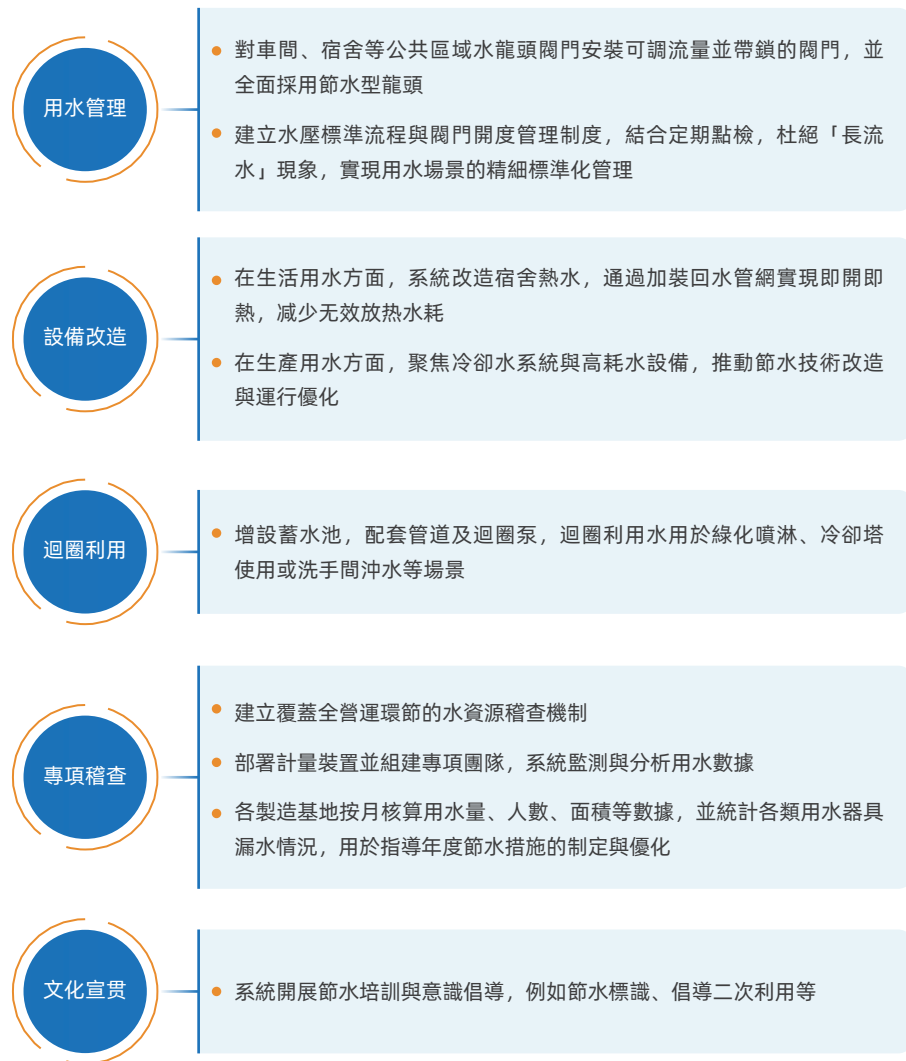 用水管理
對車間、宿舍等公共區域水龍頭閥門安裝可調流量並帶鎖的閥門，並
全面採用節水型龍頭
建立水壓標準流程與閥門開度管理制度，結合定期點檢，杜絕「長流
水」現象，實現用水場景的精細標準化管理
設備改造
在生活用水方面，系統改造宿舍熱水，通過加裝回水管網實現即開即
熱，减少无效放热水耗
在生產用水方面，聚焦冷卻水系統與高耗水設備，推動節水技術改造
與運行優化
迴圈利用
增設蓄水池，配套管道及迴圈泵，迴圈利用水用於綠化噴淋、冷卻塔
使用或洗手間沖水等場景
專項稽查
建立覆蓋全營運環節的水資源稽查機制
部署計量裝置並組建專項團隊，系統監測與分析用水數據
各製造基地按月核算用水量、人數、面積等數據，並統計各類用水器具
漏水情況，用於指導年度節水措施的制定與優化
文化宣贯
系統開展節水培訓與意識倡導，例如節水標識、倡導二次利用等